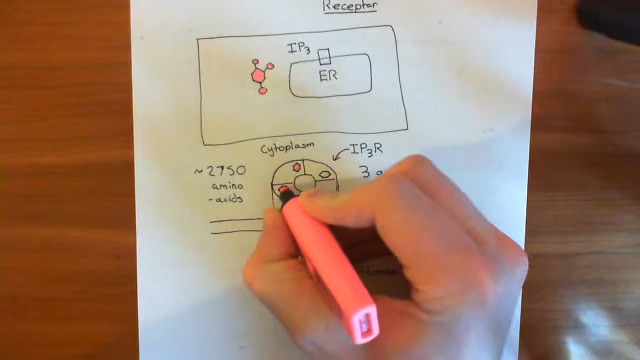 Receptor
IP3
ER
Cytoplasm
IP3R
~2750
amino
-acids
3